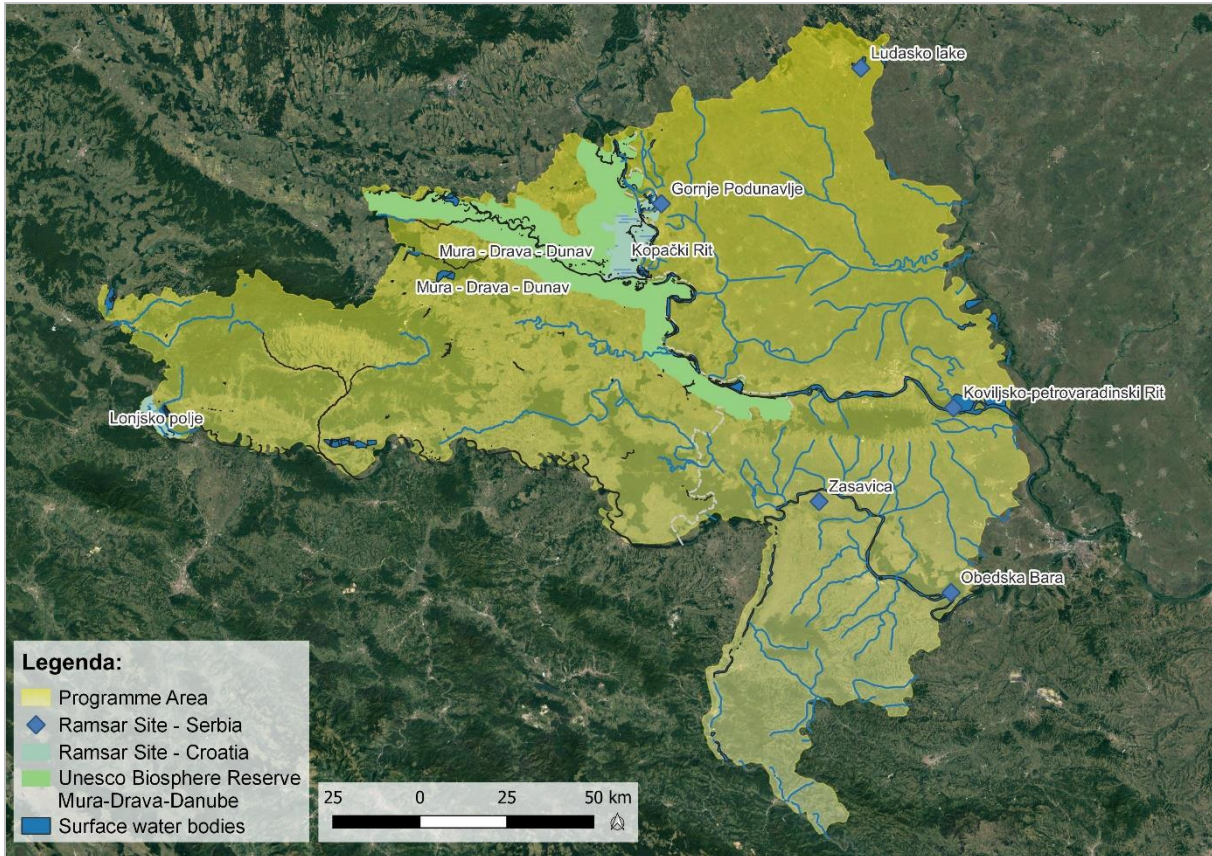 Ludasko lake
Gornje Podunavlje
Mura - Drava - Dunav
Kopački Rit
Mura - Drava - Dunav
Koviljsko-petrovaradinski Rit
Lonjsko polje
Zasavica
Obedska Bara
Legenda:
Programme Area
Ramsar Site - Serbia
Ramsar Site - Croatia
Unesco Biosphere Reserve
Mura-Drava-Danube
Surface water bodies
25 0 25 50 km